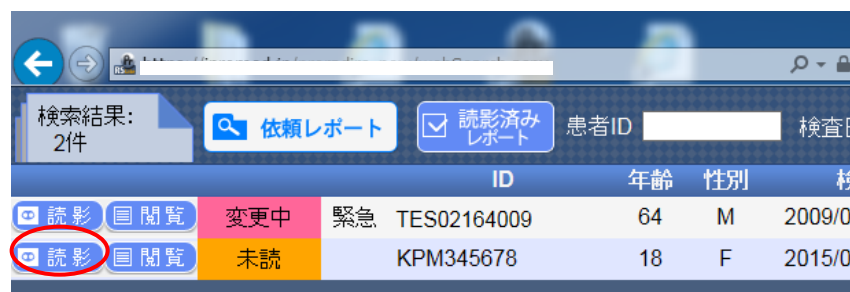 検索結果:
2件
依頼レポート
読影済み
レポート
患者ID
検査
ID 年齢 性別
読影 閲覧 変更中 緊急 TES02164009 64 M 2009/0
読影 閲覧 未読 KPM345678 18 F 2015/0